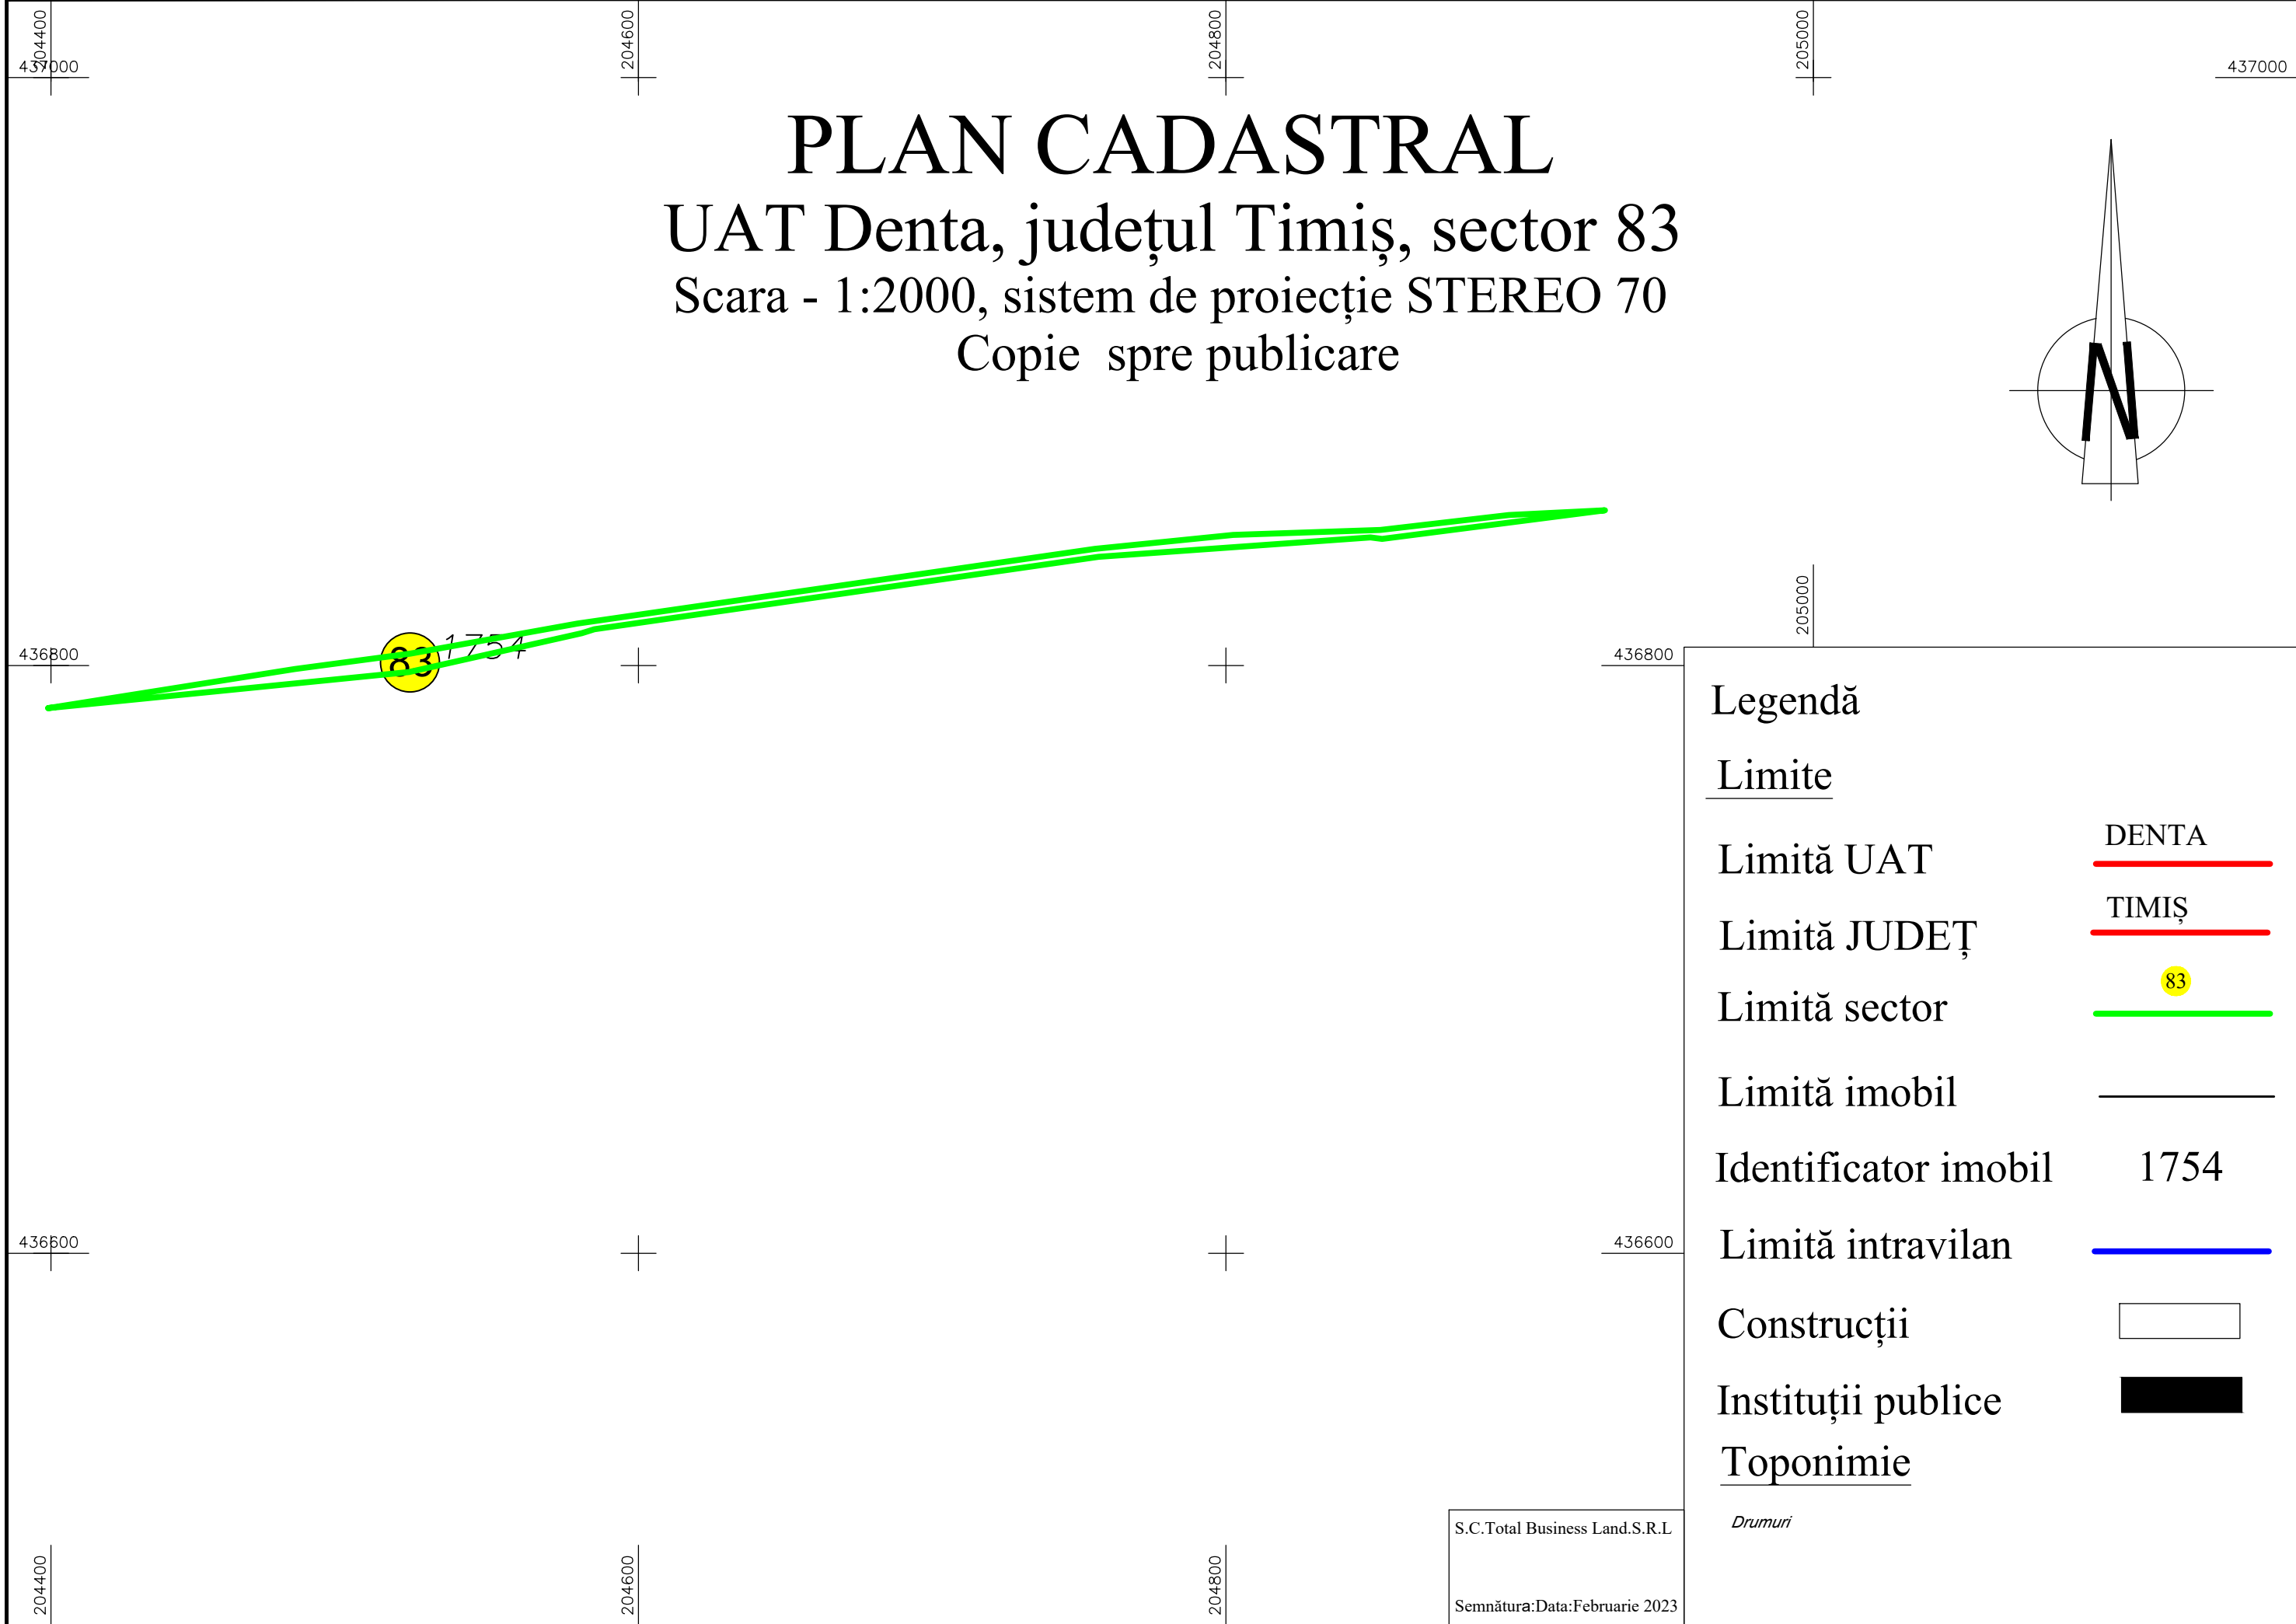 204400
204600
204800
205000
437000
437000
PLAN CADASTRAL
UAT Denta, județul Timiș, sector 83
Scara - 1:2000, sistem de proiecție STEREO 70
Copie spre publicare
N
205000
83
1754
436800
436800
Legendă
Limite
Limită UAT
DENTA
Limită JUDEȚ
TIMIȘ
Limită sector
83
Limită imobil
Identificator imobil
1754
436600
436600
Limită intravilan
Construcții
Instituții publice
Toponimie
Drumuri
S.C.Total Business Land.S.R.L
Semnătura:Data:Februarie 2023
204400
204600
204800